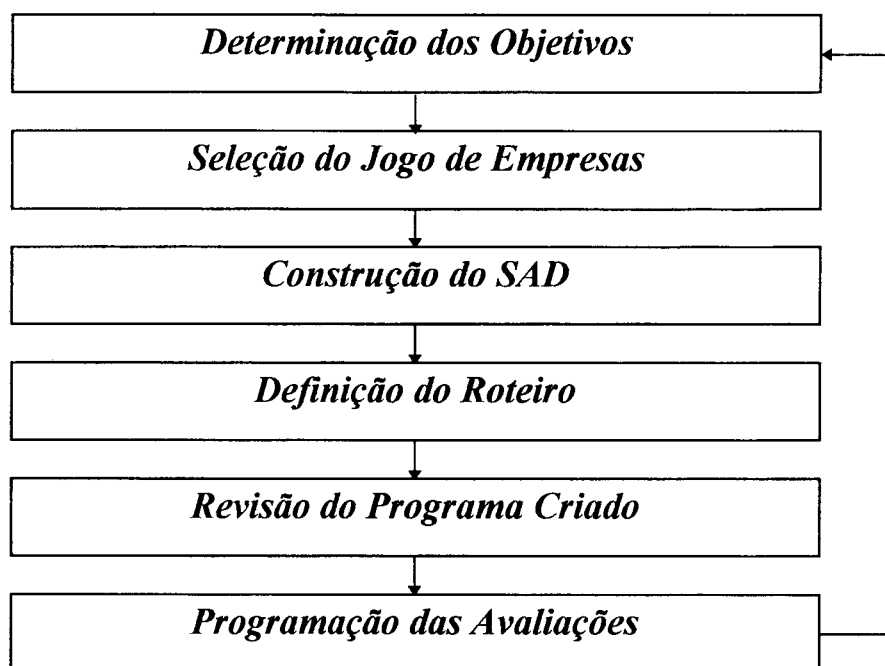 Determinação dos Objetivos
Seleção do Jogo de Empresas
Construção do SAD
Definição do Roteiro
Revisão do Programa Criado
Programação das Avaliações